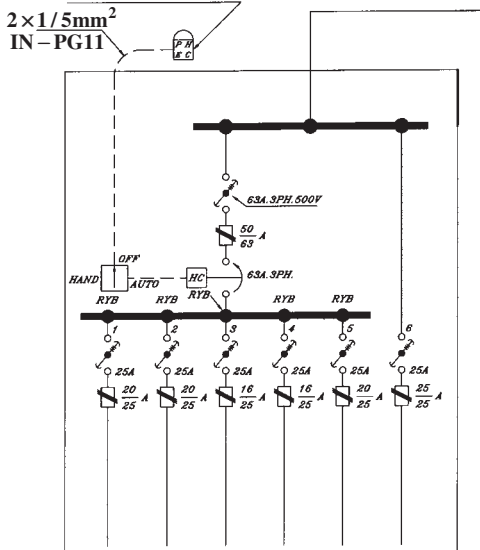 2×1/5mm²
IN-PG11
P H
E C
63A.3PH.500V
50
63 A
OFF
HAND
AUTO
HC
63A.3PH.
RYB
RYB RYB RYB RYB
1 2 3 4 5 6
25A 25A 25A 25A 25A 25A
20 20 16 16 20 25
25 A 25 A 25 A 25 A 25 A 25 A